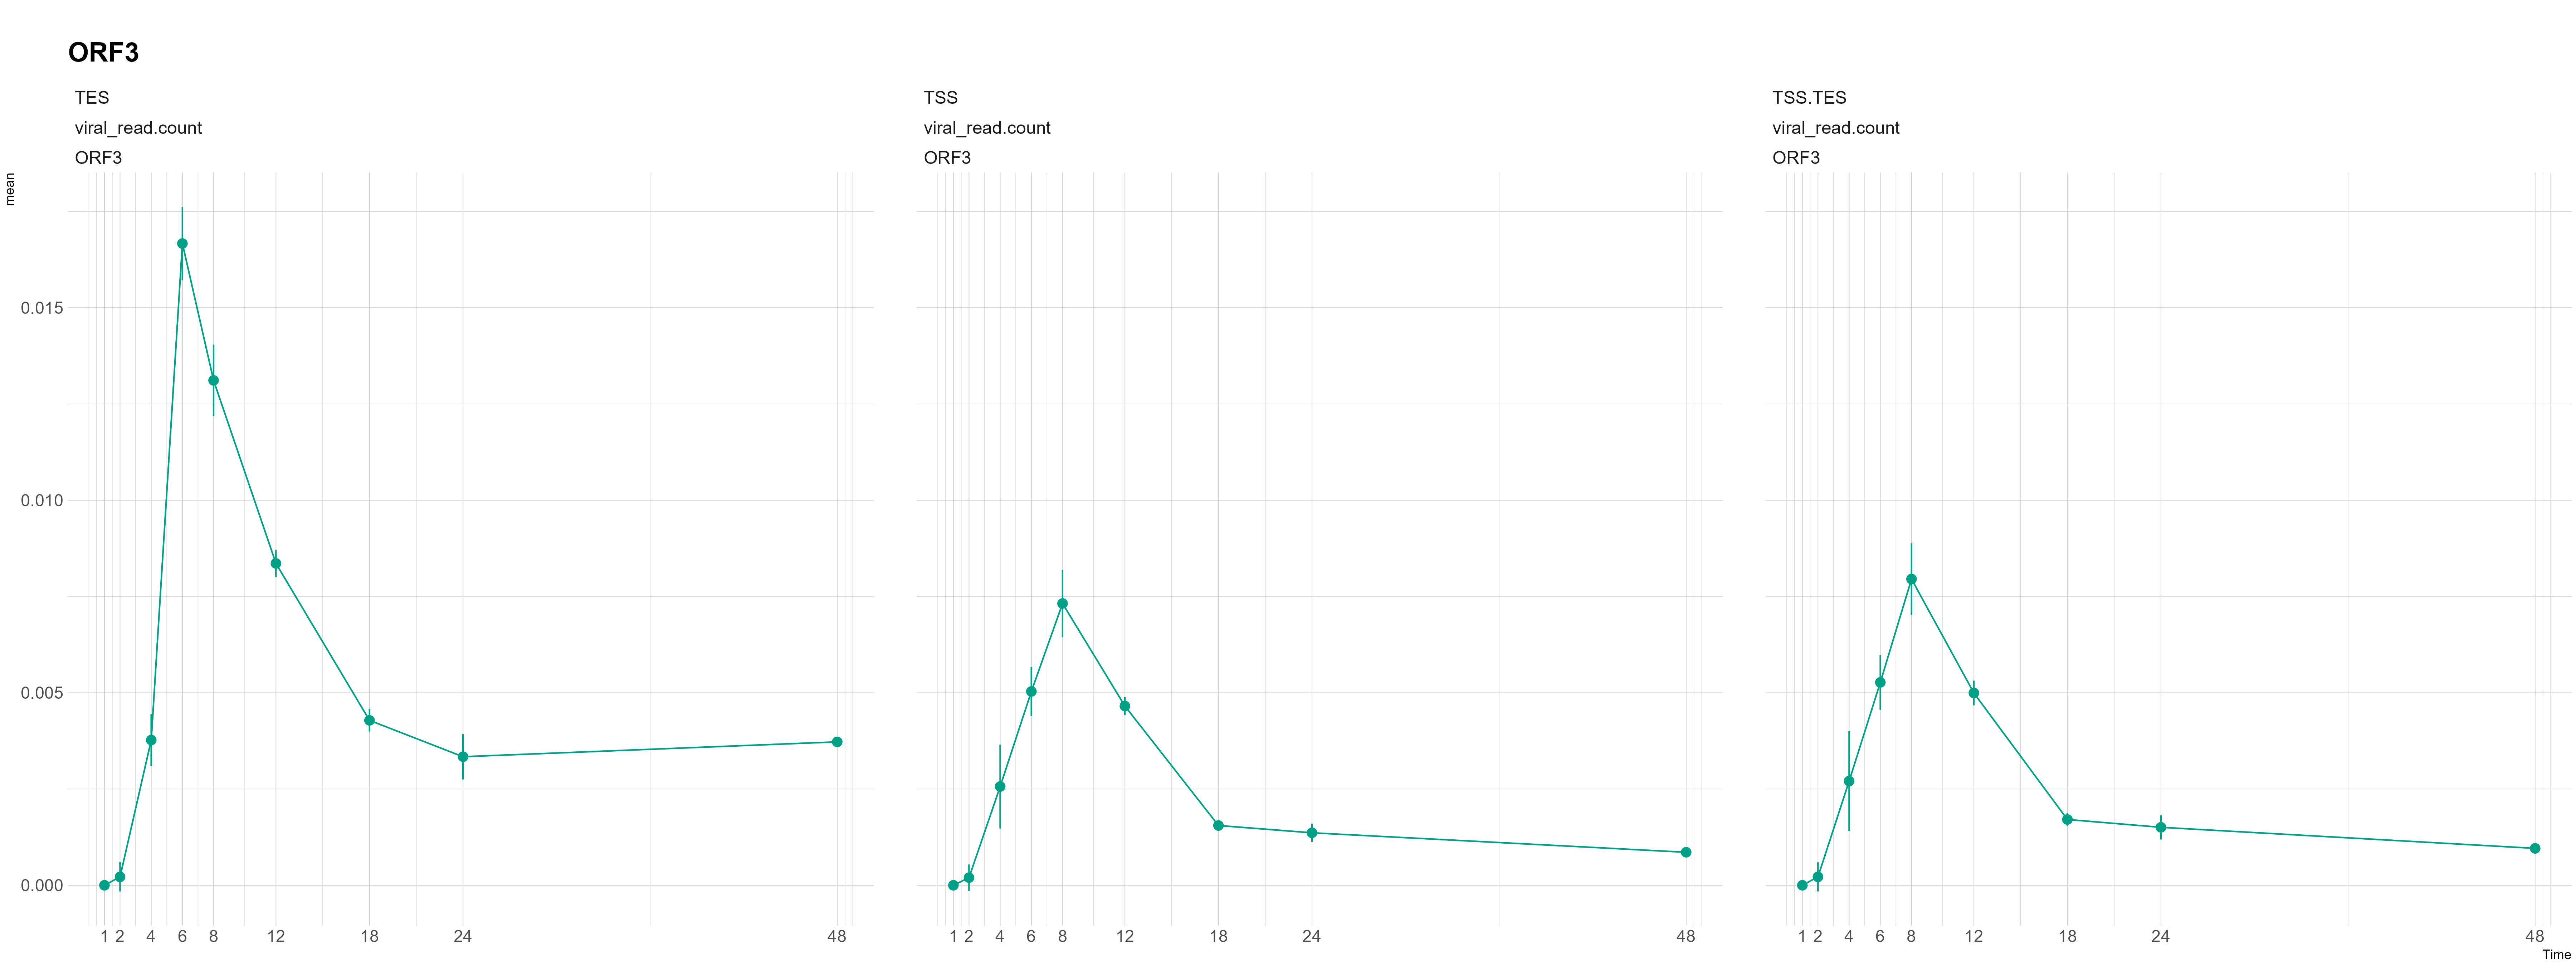 ORF3
TES
viral_read.count
ORF3
TSS
viral_read.count
ORF3
TSS.TES
viral_read.count
ORF3
mean
0.015
0.010
0.005
0.000
1 2 4 6 8 12 18 24 48
1 2 4 6 8 12 18 24 48
1 2 4 6 8 12 18 24 48
Time